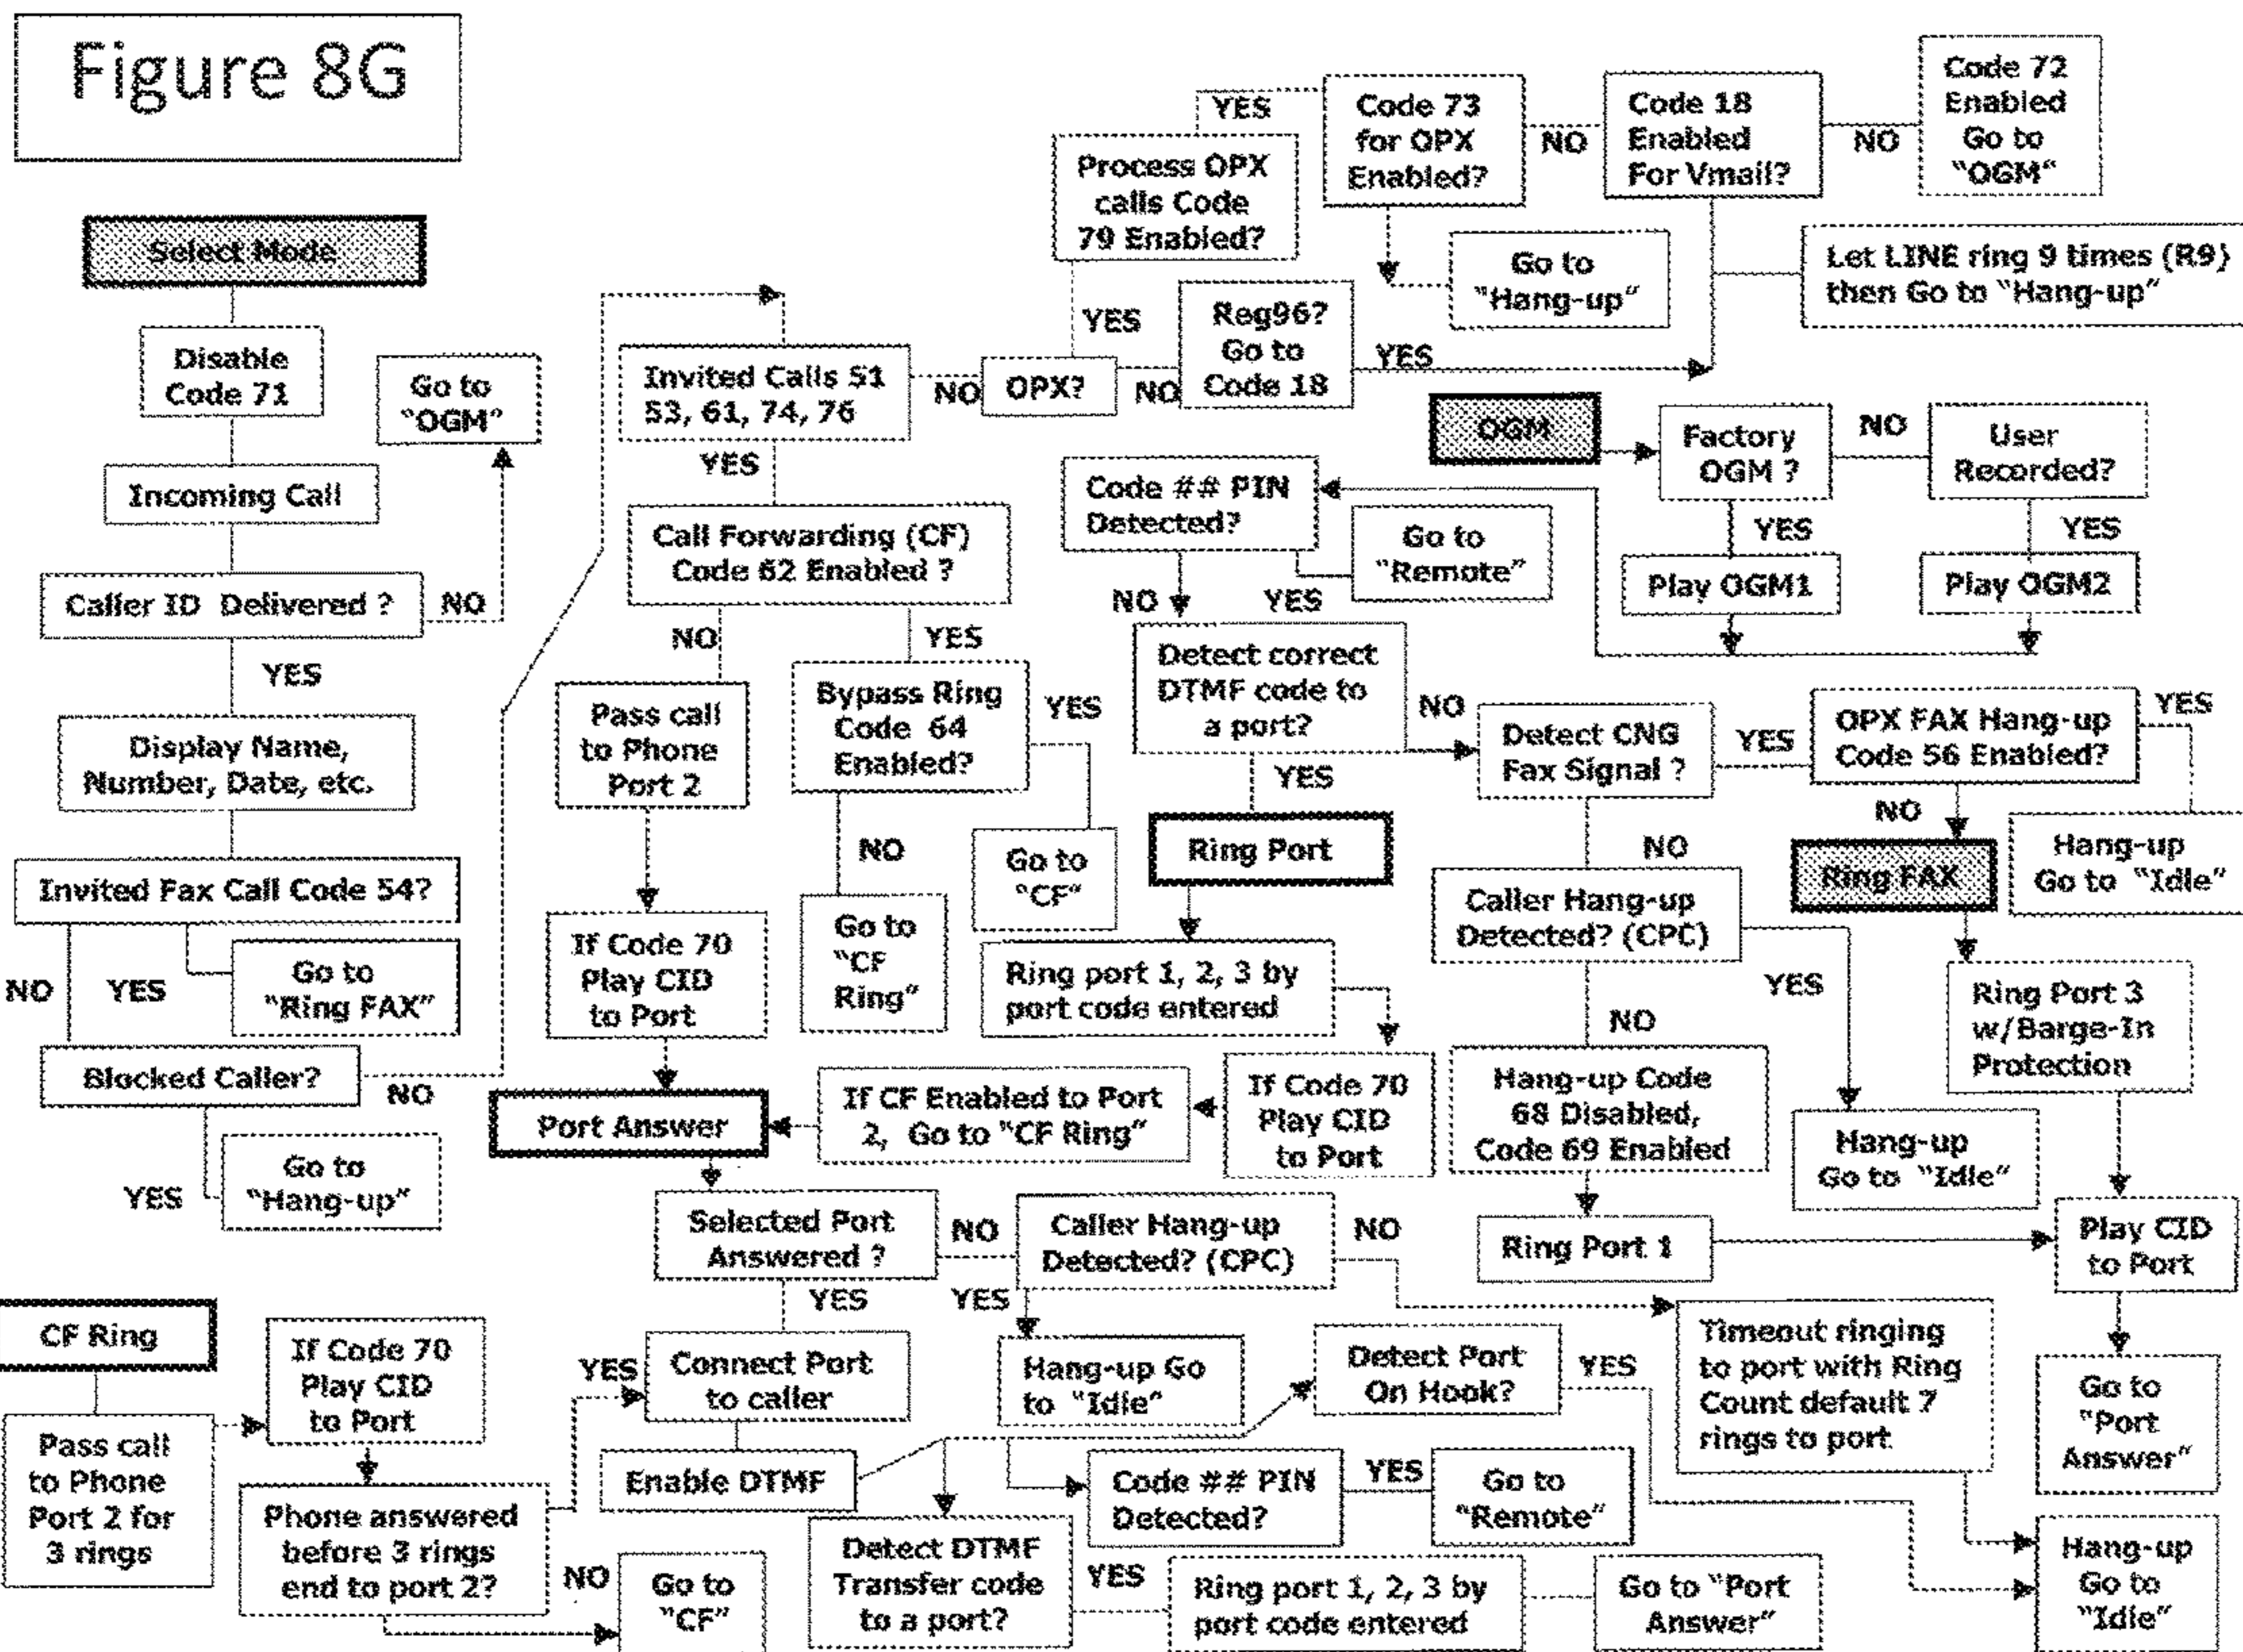 Figure 8G
Select Mode
Disable
Code 71
Incoming Call
Caller ID Delivered ?
NO
Go to
"OGM"
YES
Display Name,
Number, Date, etc.
Invited Fax Call Code 54?
NO
YES
Go to
"Ring FAX"
Blocked Caller?
NO
YES
Go to
"Hang-up"
Invited Calls 51
53, 61, 74, 76
NO
OPX?
YES
NO
Process OPX
calls Code
79 Enabled?
YES
Code 73
for OPX
Enabled?
NO
Go to
"Hang-up"
Code 18
Enabled
For Vmail?
NO
Code 72
Enabled
Go to
"OGM"
Let LINE ring 9 times (R9}
then Go to "Hang-up"
Reg96?
Go to
Code 18
YES
YES
Call Forwarding (CF)
Code 62 Enabled ?
NO
YES
Pass call
to Phone
Port 2
Bypass Ring
Code 64
Enabled?
YES
NO
Go to
"CF"
Go to
"CF
Ring"
If Code 70
Play CID
to Port
OGM
Factory
OGM ?
NO
User
Recorded?
YES
YES
Play OGM1
Play OGM2
Code ## PIN
Detected?
Go to
"Remote"
NO
YES
Detect correct
DTMF code to
a port?
NO
YES
Detect CNG
Fax Signal ?
YES
OPX FAX Hang-up
Code 56 Enabled?
YES
NO
Hang-up
Go to "Idle"
Ring FAX
Ring Port 3
w/Barge-In
Protection
NO
Caller Hang-up
Detected? (CPC)
YES
NO
Hang-up
Go to "Idle"
Hang-up Code
68 Disabled,
Code 69 Enabled
Ring Port 1
Play CID
to Port
Go to
"Port
Answer"
Ring Port
Ring port 1, 2, 3 by
port code entered
If Code 70
Play CID
to Port
If CF Enabled to Port
2, Go to "CF Ring"
Port Answer
Selected Port
Answered ?
NO
YES
Caller Hang-up
Detected? (CPC)
NO
YES
Hang-up Go
to "Idle"
Timeout ringing
to port with Ring
Count default 7
rings to port
Connect Port
to caller
Enable DTMF
Detect Port
On Hook?
YES
Code ## PIN
Detected?
YES
Go to
"Remote"
Detect DTMF
Transfer code
to a port?
YES
Ring port 1, 2, 3 by
port code entered
Go to "Port
Answer"
Hang-up
Go to
"Idle"
CF Ring
Pass call
to Phone
Port 2 for
3 rings
If Code 70
Play CID
to Port
Phone answered
before 3 rings
end to port 2?
YES
NO
Go to
"CF"